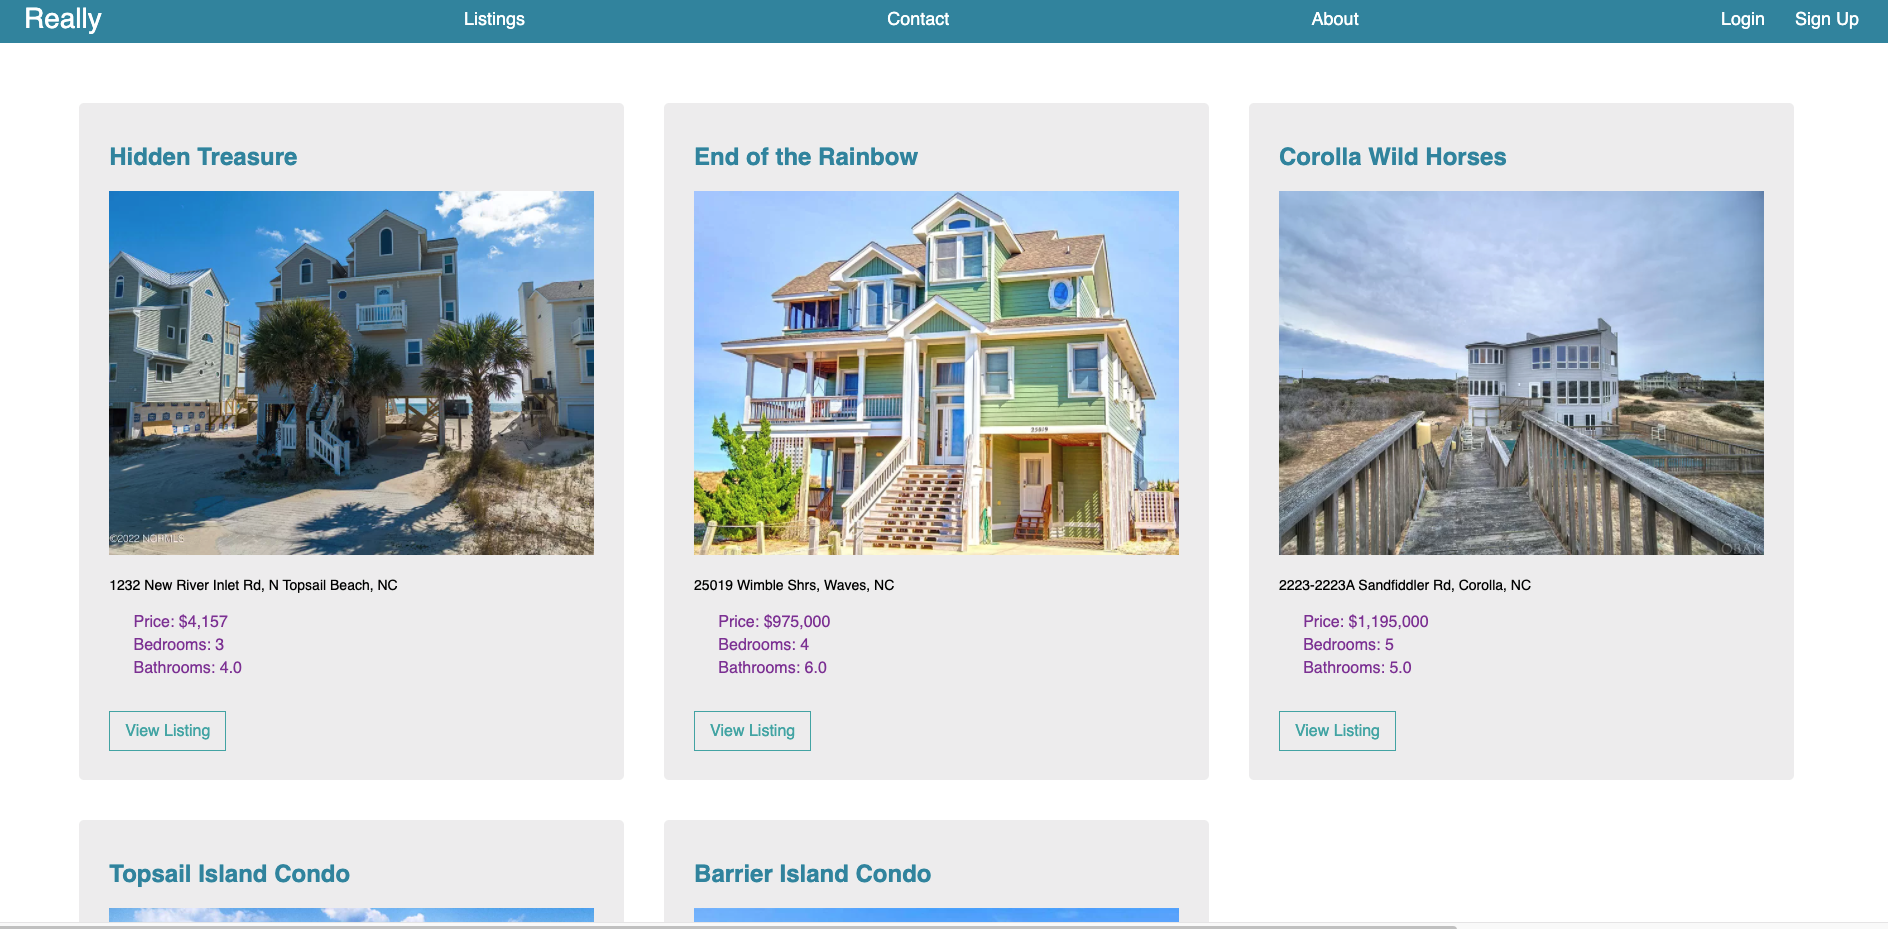 Really Listings Contact About Login Sign Up
Hidden Treasure
©2022 NCRMLS
1232 New River Inlet Rd, N Topsail Beach, NC
Price: $4,157
Bedrooms: 3
Bathrooms: 4.0
View Listing
End of the Rainbow
25019
25019 Wimble Shrs, Waves, NC
Price: $975,000
Bedrooms: 4
Bathrooms: 6.0
View Listing
Corolla Wild Horses
OBAR
2223-2223A Sandfiddler Rd, Corolla, NC
Price: $1,195,000
Bedrooms: 5
Bathrooms: 5.0
View Listing
Topsail Island Condo
Barrier Island Condo